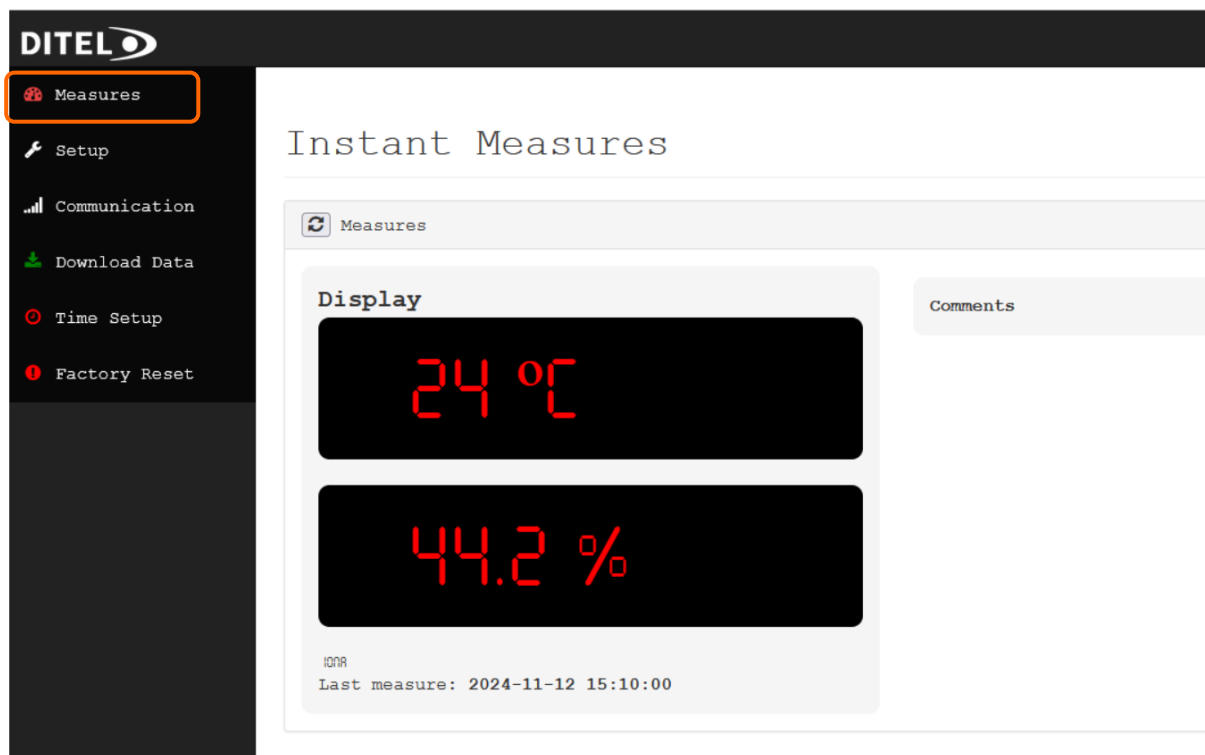 DITEL
Measures
Setup
Communication
Download Data
Time Setup
Factory Reset
Instant Measures
Measures
Display
24 ºC
44.2 %
IONA
Last measure: 2024-11-12 15:10:00
Comments